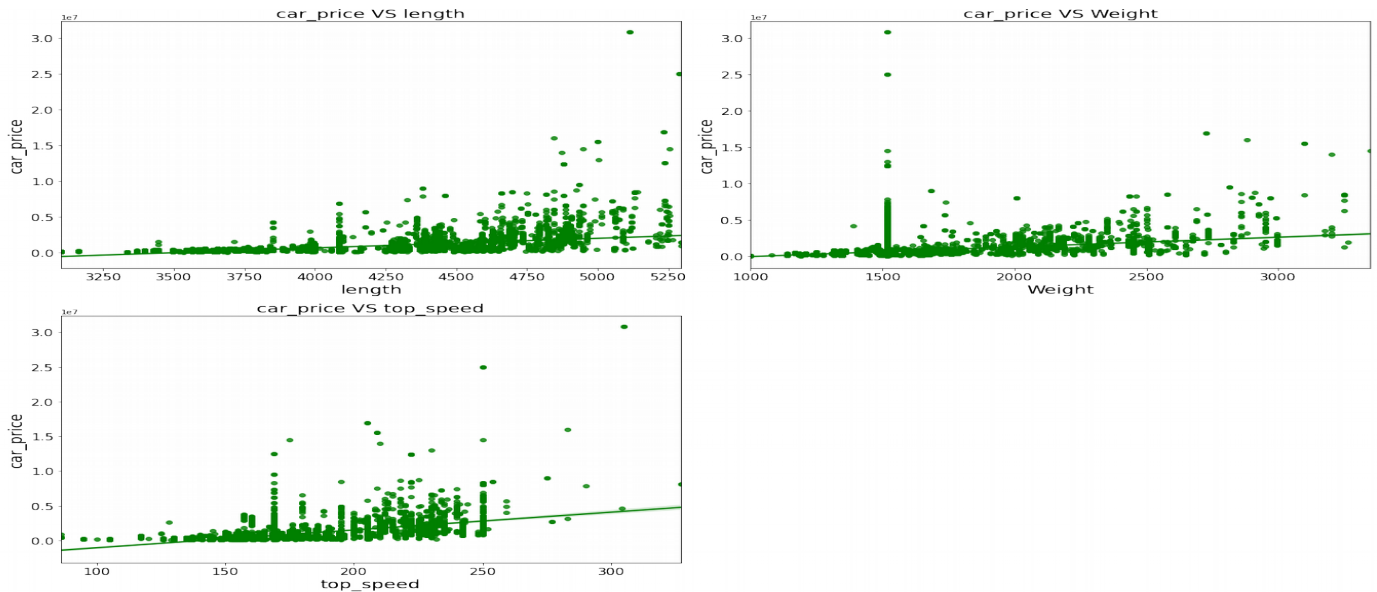 car_price VS length
1e7
3.0
2.5
2.0
1.5
1.0
0.5
0.0
car_price
3250 3500 3750 4000 4250 4500 4750 5000 5250
length
car_price VS Weight
1e7
3.0
2.5
2.0
1.5
1.0
0.5
0.0
car_price
1000 1500 2000 2500 3000
Weight
car_price VS top_speed
1e7
3.0
2.5
2.0
1.5
1.0
0.5
0.0
car_price
100 150 200 250 300
top_speed